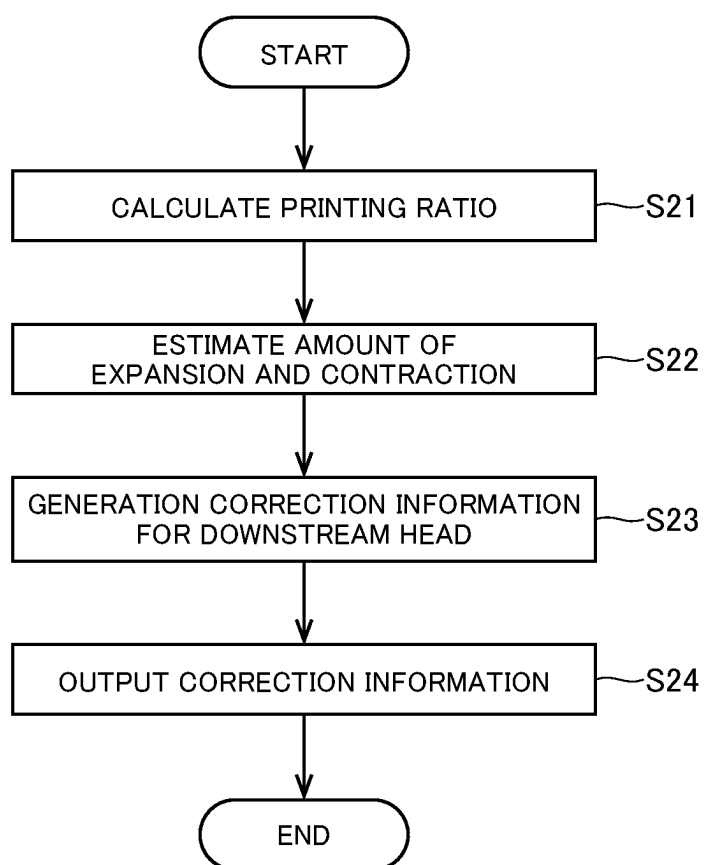 START
CALCULATE PRINTING RATIO
S21
ESTIMATE AMOUNT OF
EXPANSION AND CONTRACTION
S22
GENERATION CORRECTION INFORMATION
FOR DOWNSTREAM HEAD
S23
OUTPUT CORRECTION INFORMATION
S24
END